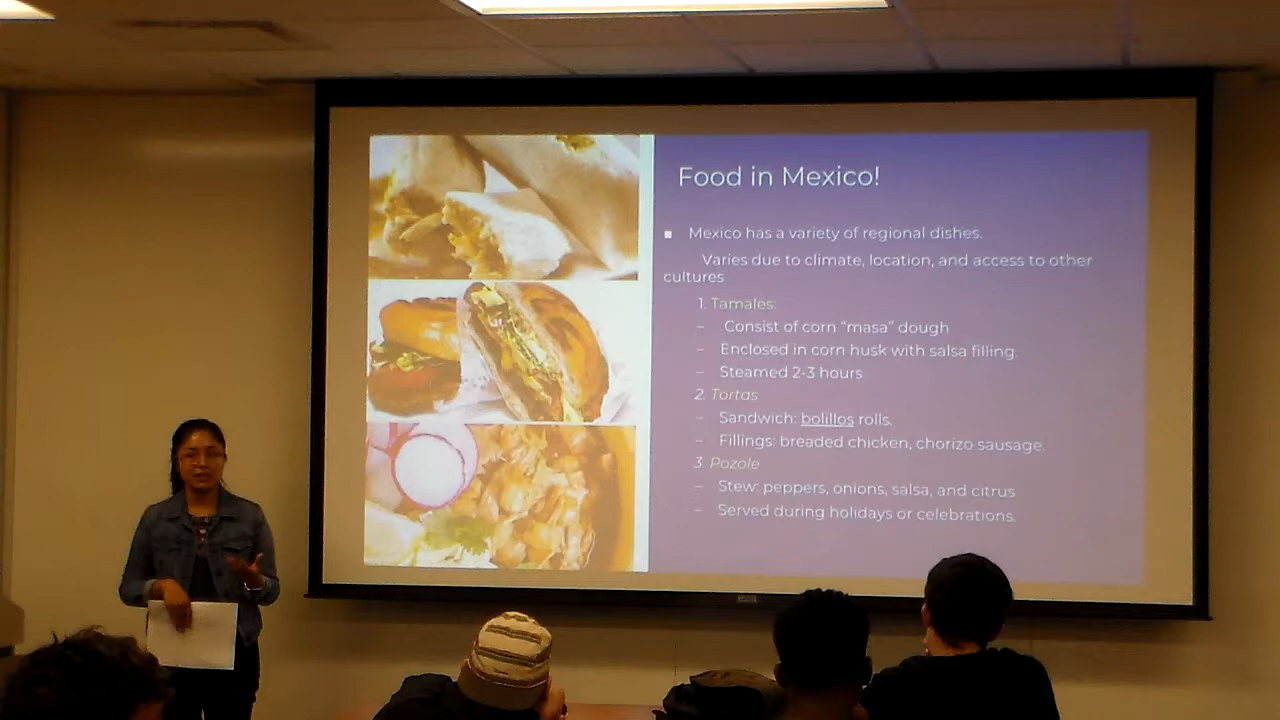 Food in Mexico!
▪ Mexico has a variety of regional dishes.
Varies due to climate, location, and access to other
cultures
1. Tamales:
– Consist of corn “masa” dough
– Enclosed in corn husk with salsa filling.
– Steamed 2-3 hours
2. Tortas
– Sandwich: bolillos rolls.
– Fillings: breaded chicken, chorizo sausage.
3. Pozole
– Stew: peppers, onions, salsa, and citrus
– Served during holidays or celebrations.